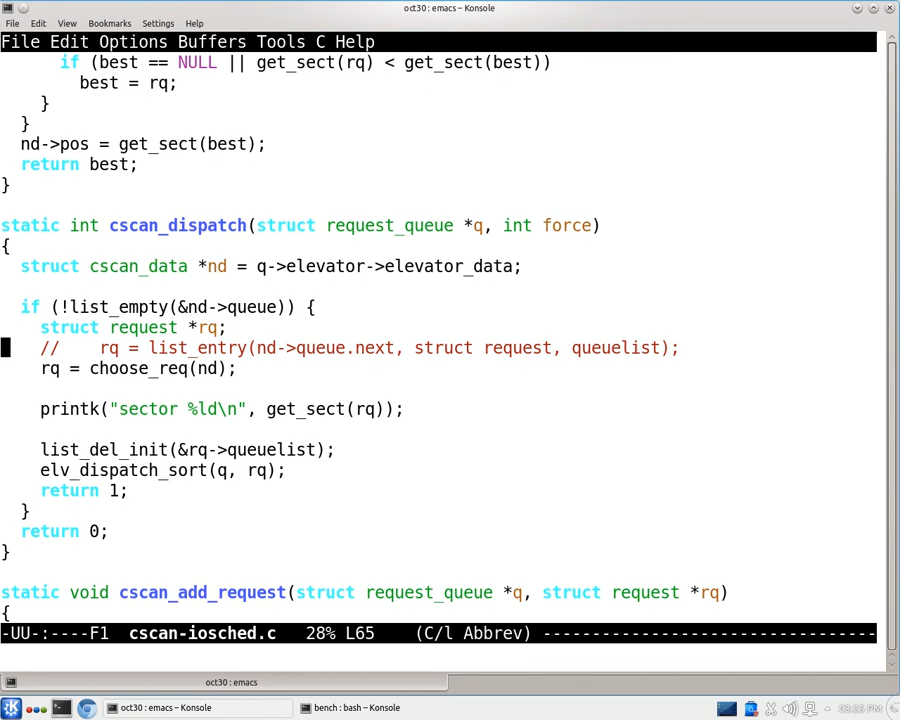 oct30 : emacs – Konsole
File Edit View Bookmarks Settings Help
File Edit Options Buffers Tools C Help
      if (best == NULL || get_sect(rq) < get_sect(best))
        best = rq;
    }
  }
  nd->pos = get_sect(best);
  return best;
}
static int cscan_dispatch(struct request_queue *q, int force)
{
  struct cscan_data *nd = q->elevator->elevator_data;
  if (!list_empty(&nd->queue)) {
    struct request *rq;
    //    rq = list_entry(nd->queue.next, struct request, queuelist);
    rq = choose_req(nd);
    printk("sector %ld\n", get_sect(rq));
    list_del_init(&rq->queuelist);
    elv_dispatch_sort(q, rq);
    return 1;
  }
  return 0;
}
static void cscan_add_request(struct request_queue *q, struct request *rq)
{
-UU-:----F1  cscan-iosched.c   28% L65    (C/l Abbrev) ----------------------------------
oct30 : emacs
oct30 : emacs – Konsole bench : bash – Konsole 03:25 PM